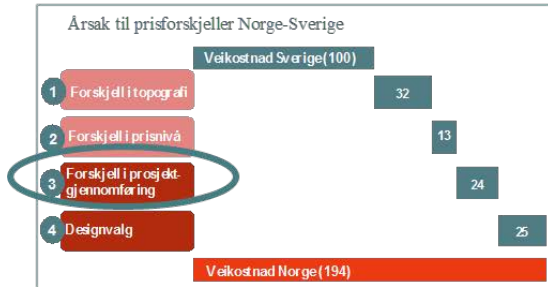 Årsak til prisforskjeller Norge-Sverige
Veikostnad Sverige(100)
1 Forskjell i topografi 32
2 Forskjell i prisnivå 13
3 Forskjell i prosjekt-
gjennomføring 24
4 Designvalg 25
Veikostnad Norge(194)